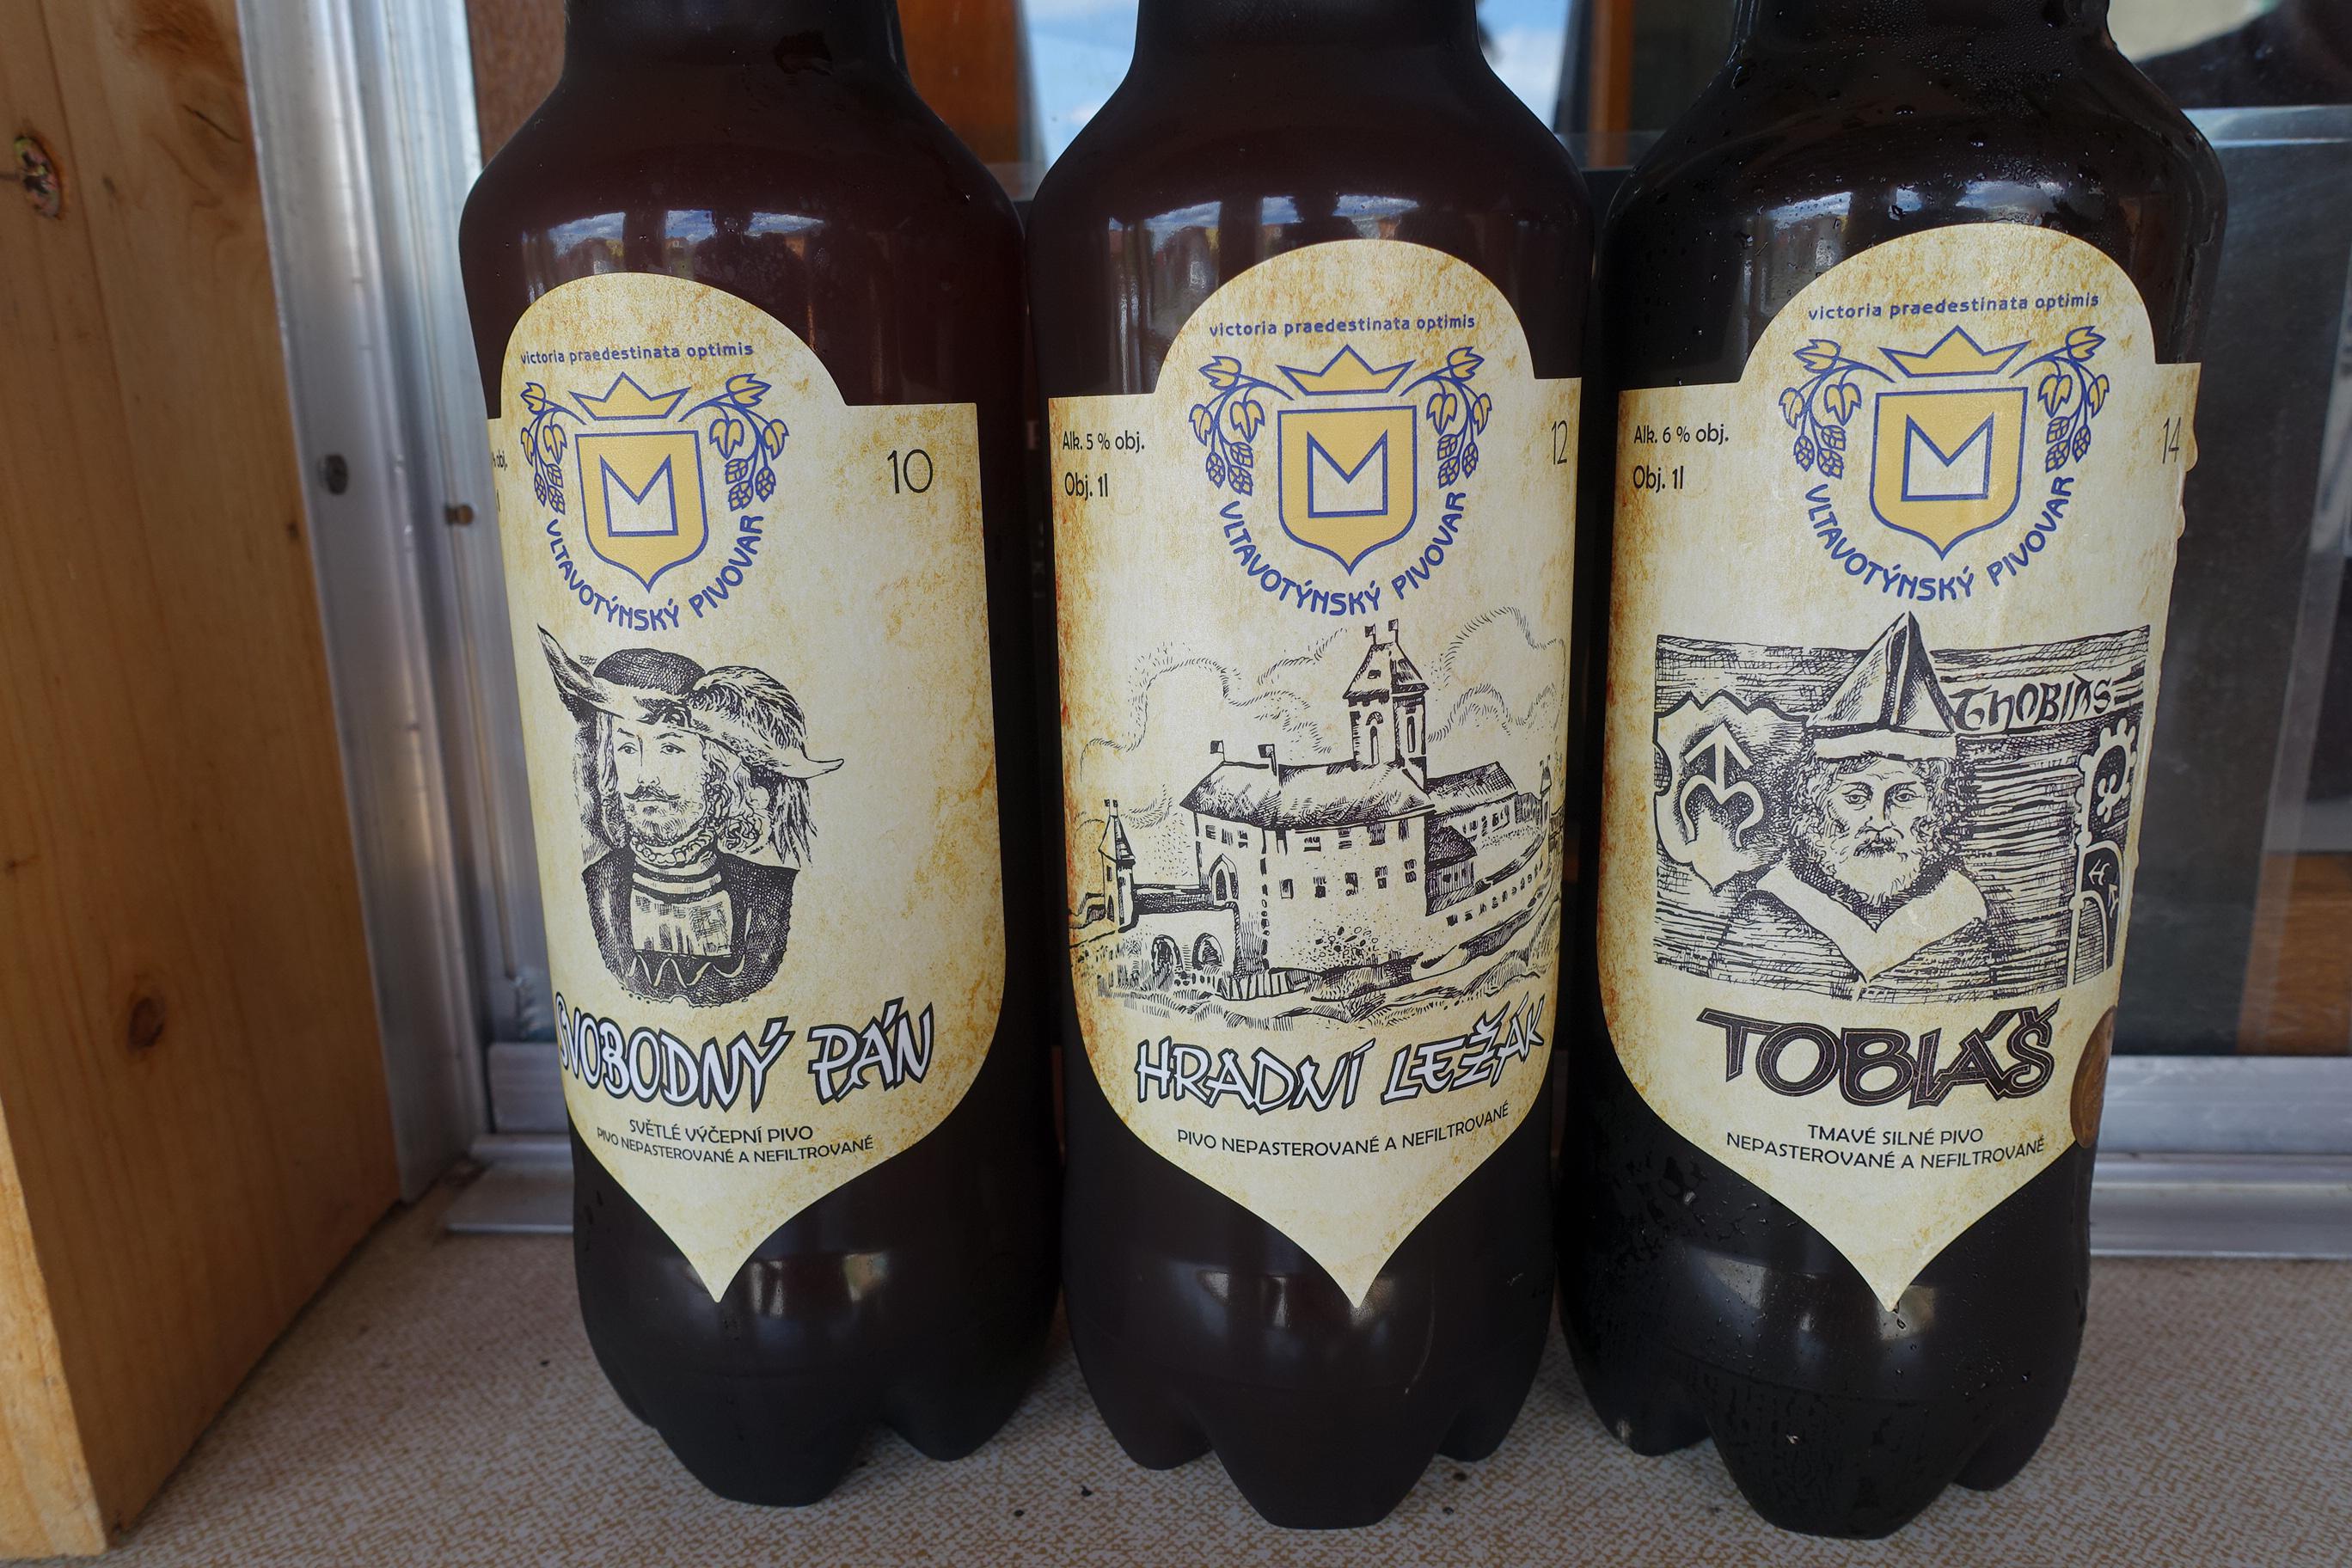 victoria praedestinata optimis
obj.
10
VLTAVOTÝNSKÝ PIVOVAR
SVOBODNÝ PÁN
SVĚTLÉ VÝČEPNÍ PIVO
PIVO NEPASTEROVANÉ A NEFILTROVANÉ
victoria praedestinata optimis
Alk. 5 % obj.
12
Obj. 1l
VLTAVOTÝNSKÝ PIVOVAR
HRADNÍ LEŽÁK
PIVO NEPASTEROVANÉ A NEFILTROVANÉ
victoria praedestinata optimis
Alk. 6 % obj.
14
Obj. 1l
VLTAVOTÝNSKÝ PIVOVAR
ThOBIAS
TOBIÁŠ
TMAVÉ SILNÉ PIVO
NEPASTEROVANÉ A NEFILTROVANÉ